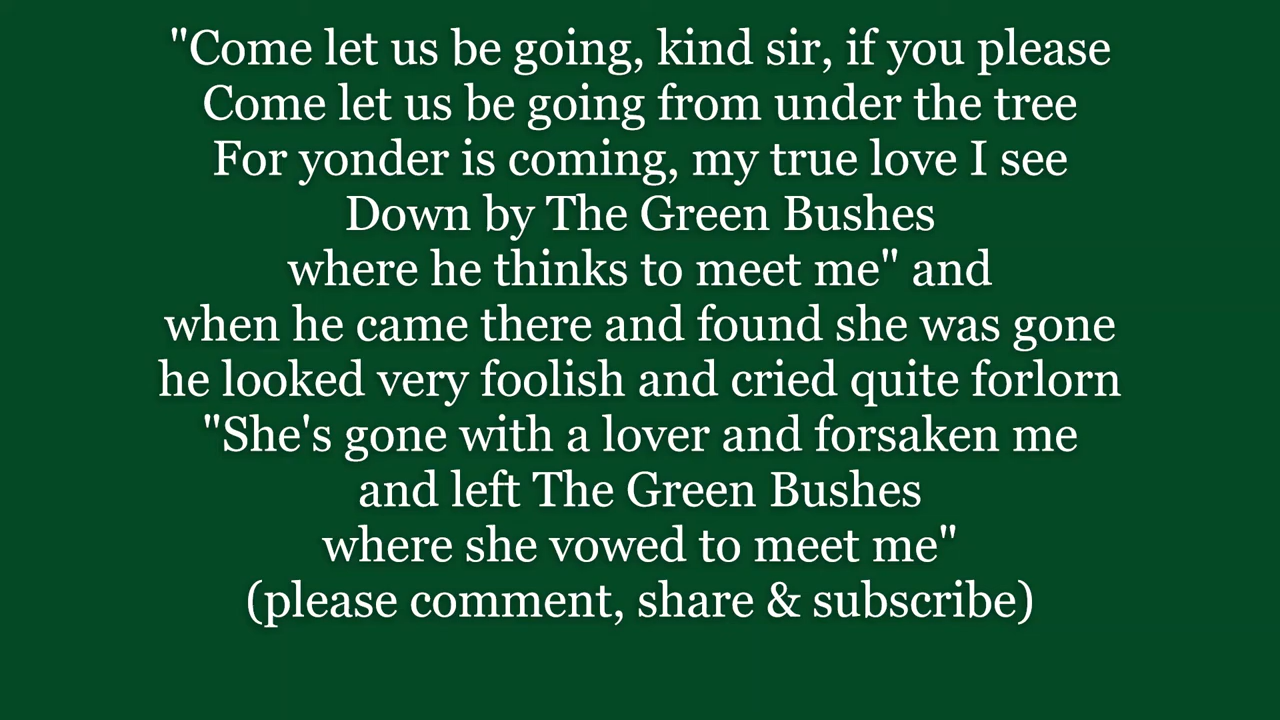 "Come let us be going, kind sir, if you please
Come let us be going from under the tree
For yonder is coming, my true love I see
Down by The Green Bushes
where he thinks to meet me" and
when he came there and found she was gone
he looked very foolish and cried quite forlorn
"She's gone with a lover and forsaken me
and left The Green Bushes
where she vowed to meet me"
(please comment, share & subscribe)